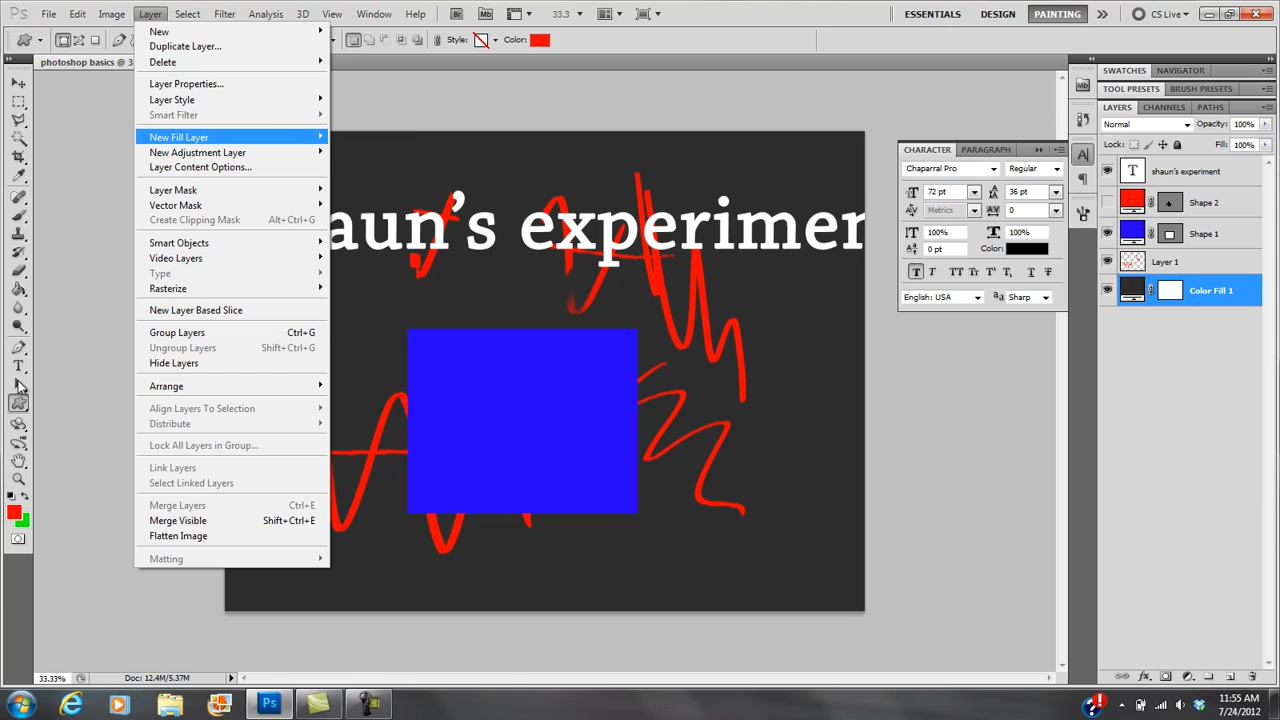 Ps File Edit Image Layer Select Filter Analysis 3D View Window Help Br Mb 33.3 ESSENTIALS DESIGN PAINTING CS Live
Style: Color:
photoshop basics @ 3
New
Duplicate Layer...
Delete
Layer Properties...
Layer Style
Smart Filter
New Fill Layer
New Adjustment Layer
Layer Content Options...
Layer Mask
Vector Mask
Create Clipping Mask Alt+Ctrl+G
Smart Objects
Video Layers
Type
Rasterize
New Layer Based Slice
Group Layers Ctrl+G
Ungroup Layers Shift+Ctrl+G
Hide Layers
Arrange
Align Layers To Selection
Distribute
Lock All Layers in Group...
Link Layers
Select Linked Layers
Merge Layers Ctrl+E
Merge Visible Shift+Ctrl+E
Flatten Image
Matting
aun's experimen
CHARACTER PARAGRAPH
Chaparral Pro Regular
72 pt 36 pt
Metrics 0
100% 100%
0 pt Color:
English: USA Sharp
SWATCHES NAVIGATOR
TOOL PRESETS BRUSH PRESETS
LAYERS CHANNELS PATHS
Normal Opacity: 100%
Lock: Fill: 100%
T shaun's experiment
Shape 2
Shape 1
Layer 1
Color Fill 1
33.33% Doc: 12.4M/5.37M
Ps
11:55 AM
7/24/2012